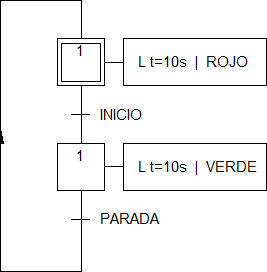 1
L t=10s | ROJO
INICIO
1
L t=10s | VERDE
PARADA